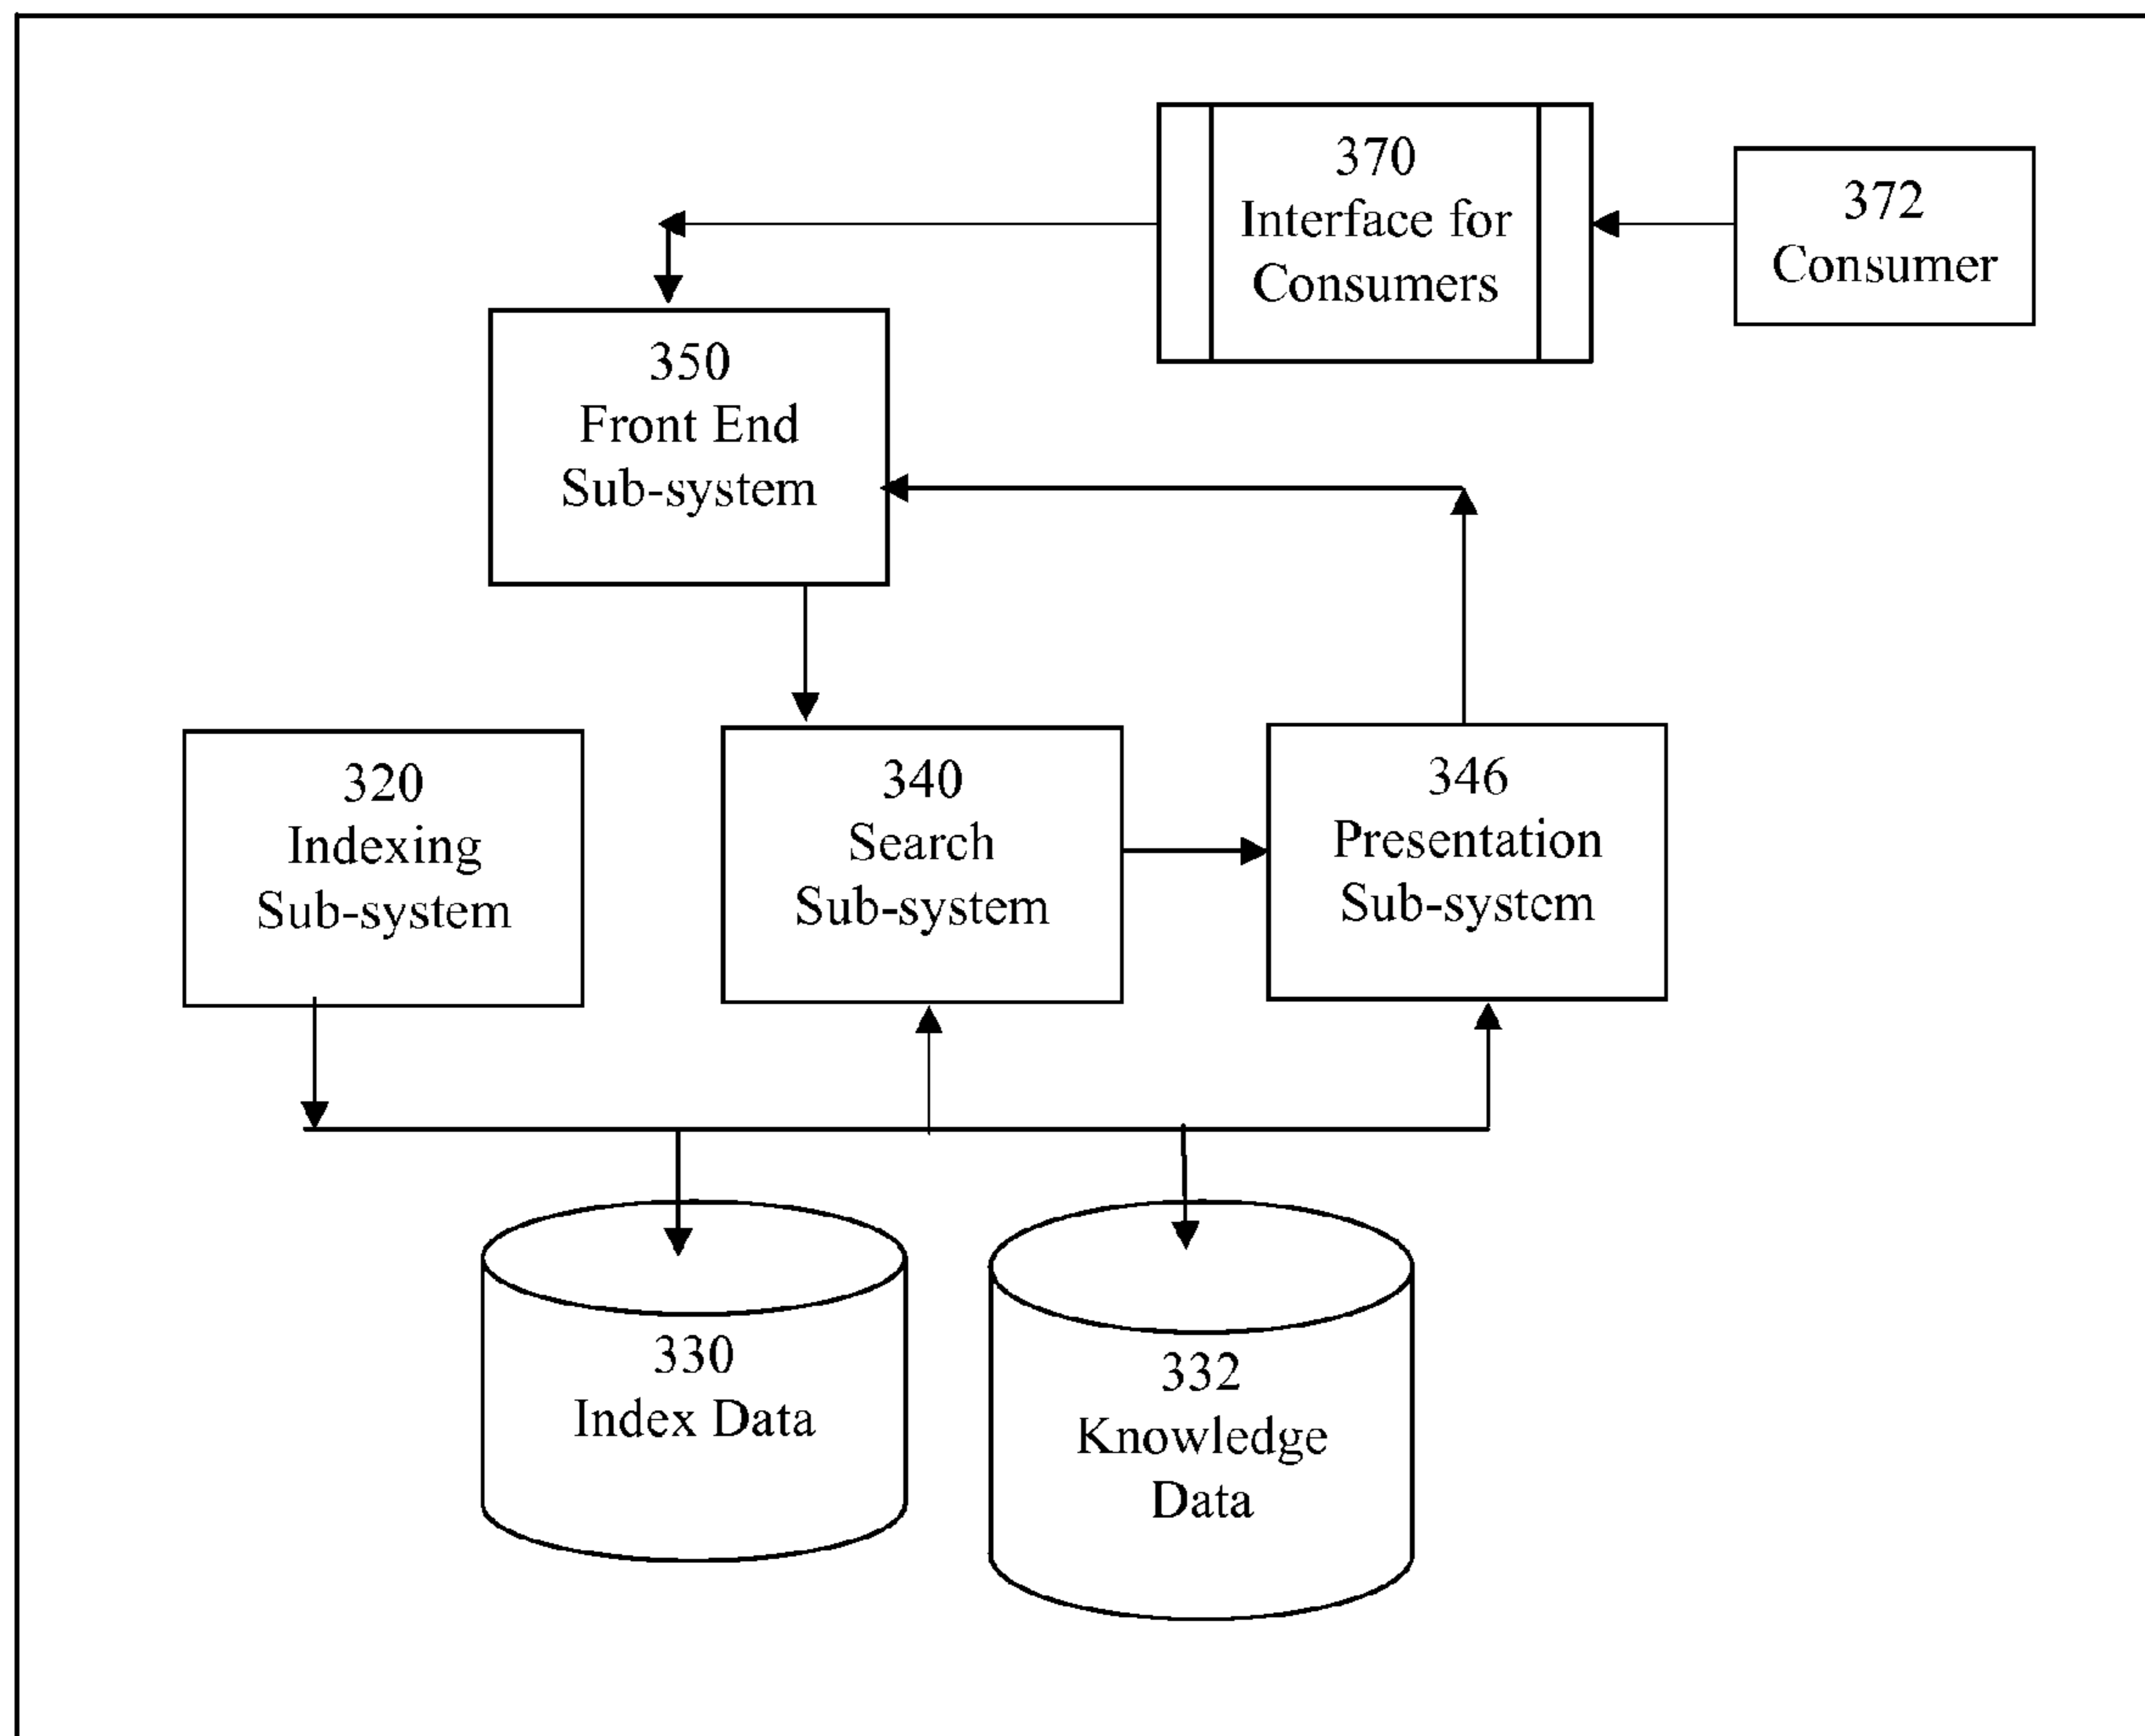 370
Interface for
Consumers
372
Consumer
350
Front End
Sub-system
320
Indexing
Sub-system
340
Search
Sub-system
346
Presentation
Sub-system
330
Index Data
332
Knowledge
Data